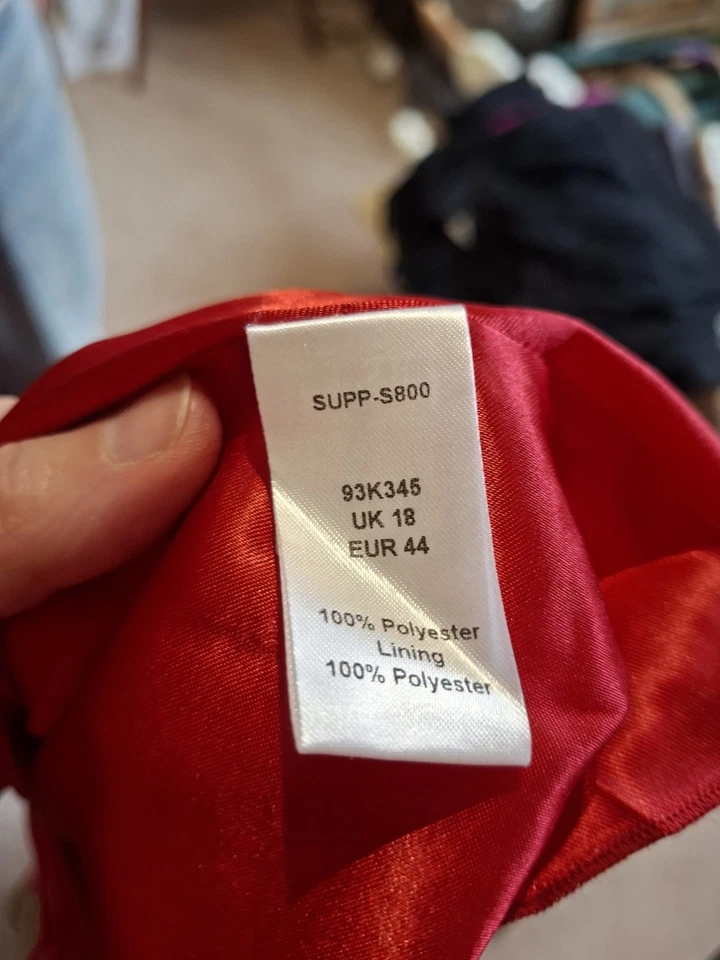 SUPP-S800
93K345
UK 18
EUR 44
100% Polyester
Lining
100% Polyester